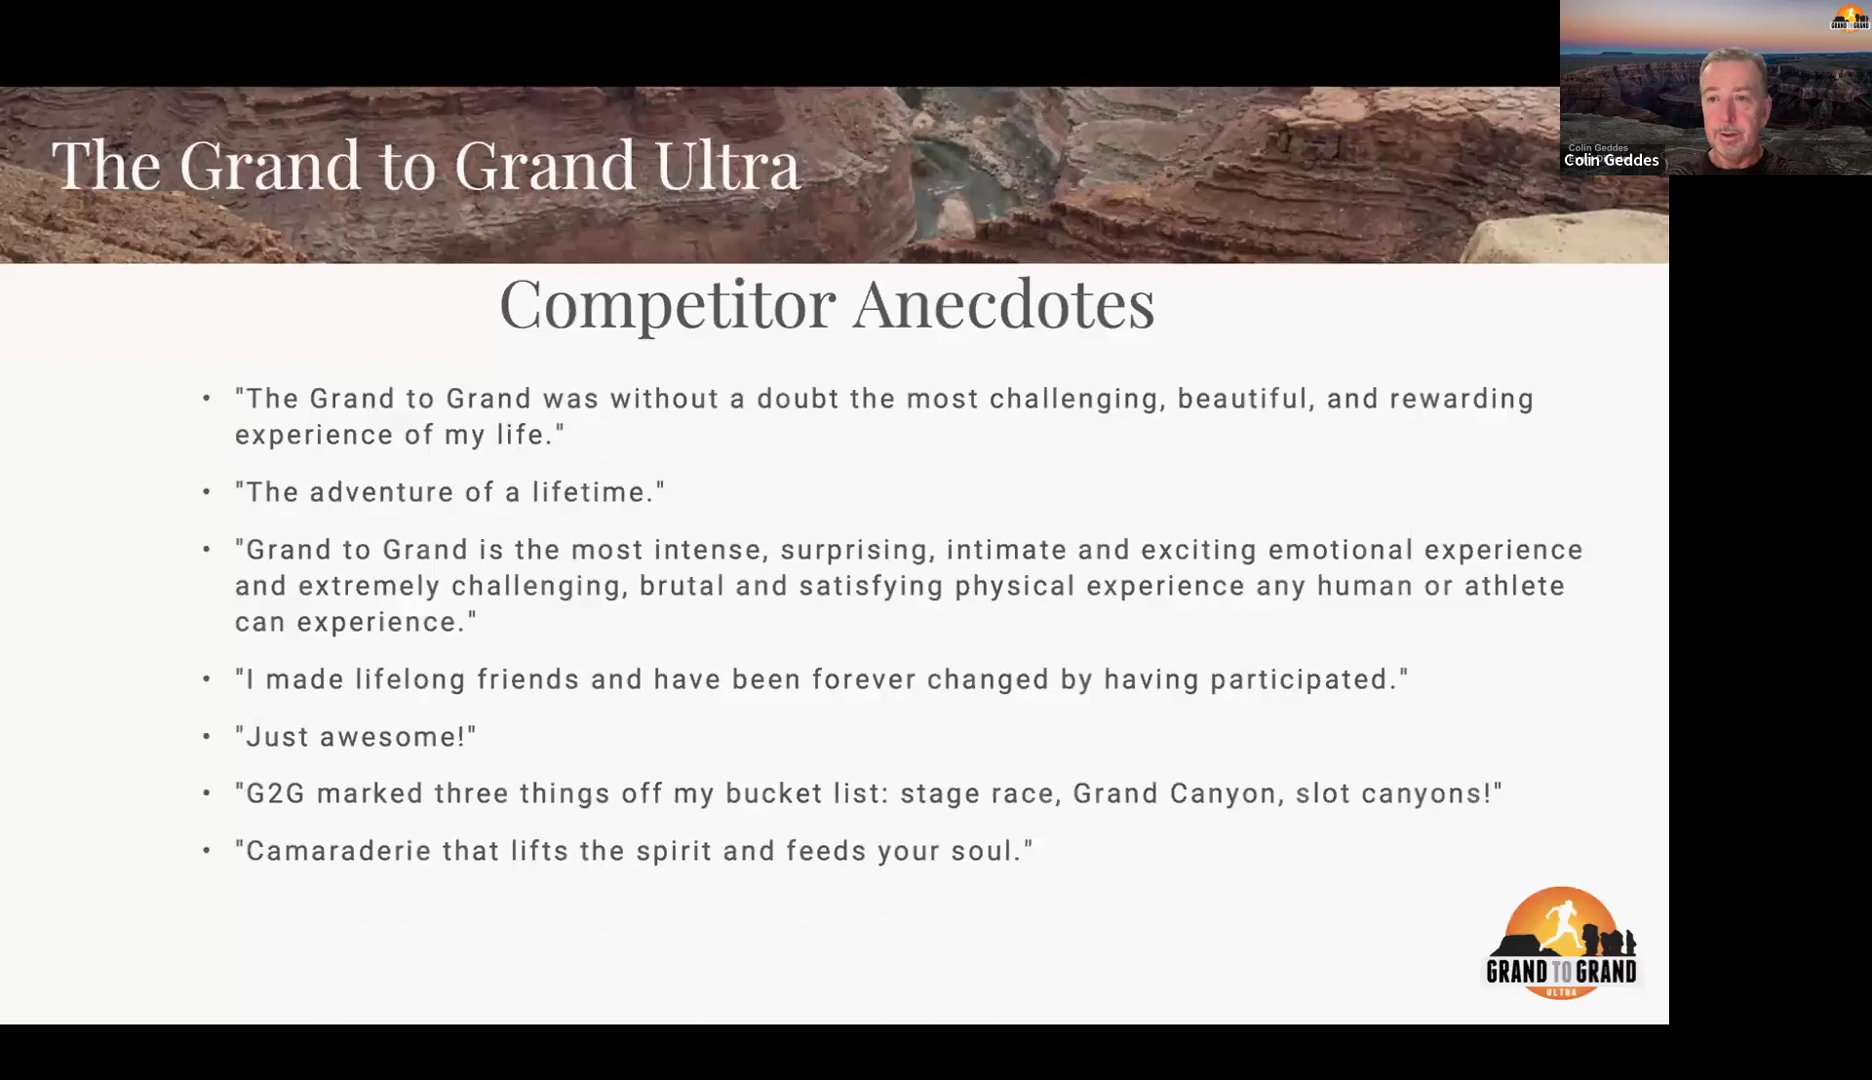 The Grand to Grand Ultra
GRAND TO GRAND
Colin Geddes
Colin Geddes
Competitor Anecdotes
• "The Grand to Grand was without a doubt the most challenging, beautiful, and rewarding
experience of my life."
• "The adventure of a lifetime."
• "Grand to Grand is the most intense, surprising, intimate and exciting emotional experience
and extremely challenging, brutal and satisfying physical experience any human or athlete
can experience."
• "I made lifelong friends and have been forever changed by having participated."
• "Just awesome!"
• "G2G marked three things off my bucket list: stage race, Grand Canyon, slot canyons!"
• "Camaraderie that lifts the spirit and feeds your soul."
GRAND TO GRAND
ULTRA